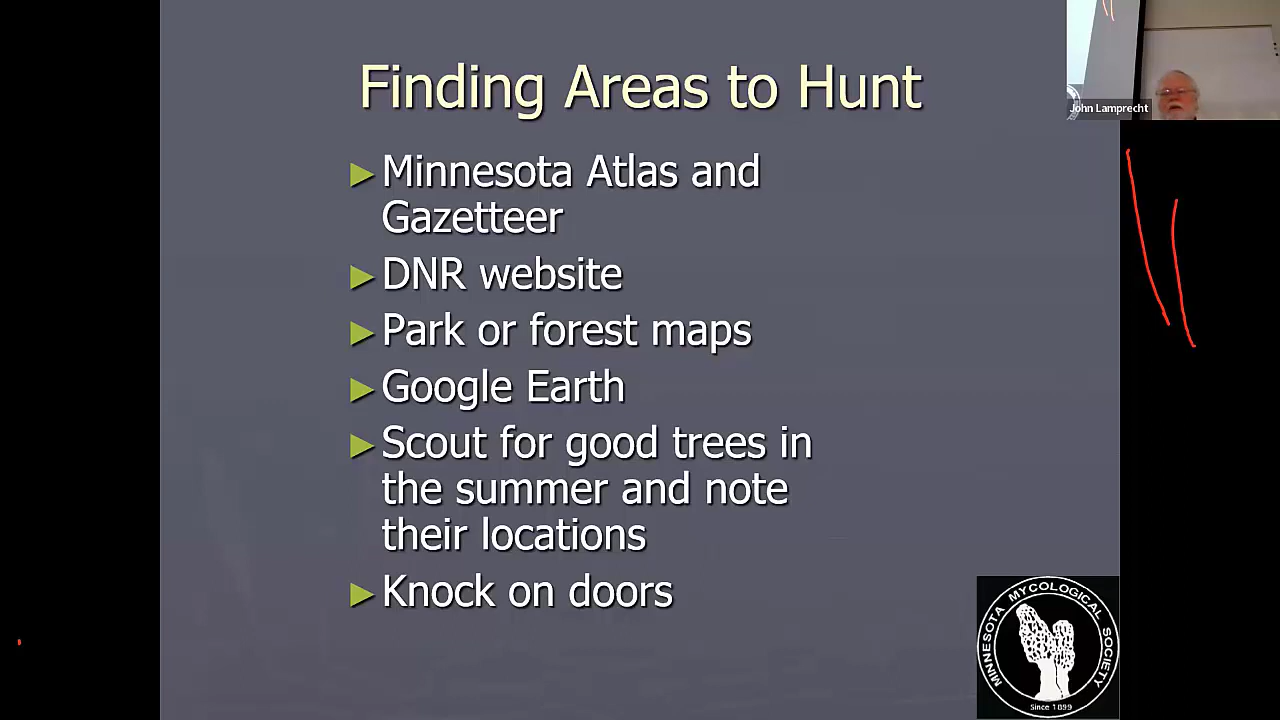 Finding Areas to Hunt
John Lamprecht
►Minnesota Atlas and
Gazetteer
►DNR website
►Park or forest maps
►Google Earth
►Scout for good trees in
the summer and note
their locations
►Knock on doors
MINNESOTA MYCOLOGICAL SOCIETY
Since 1899